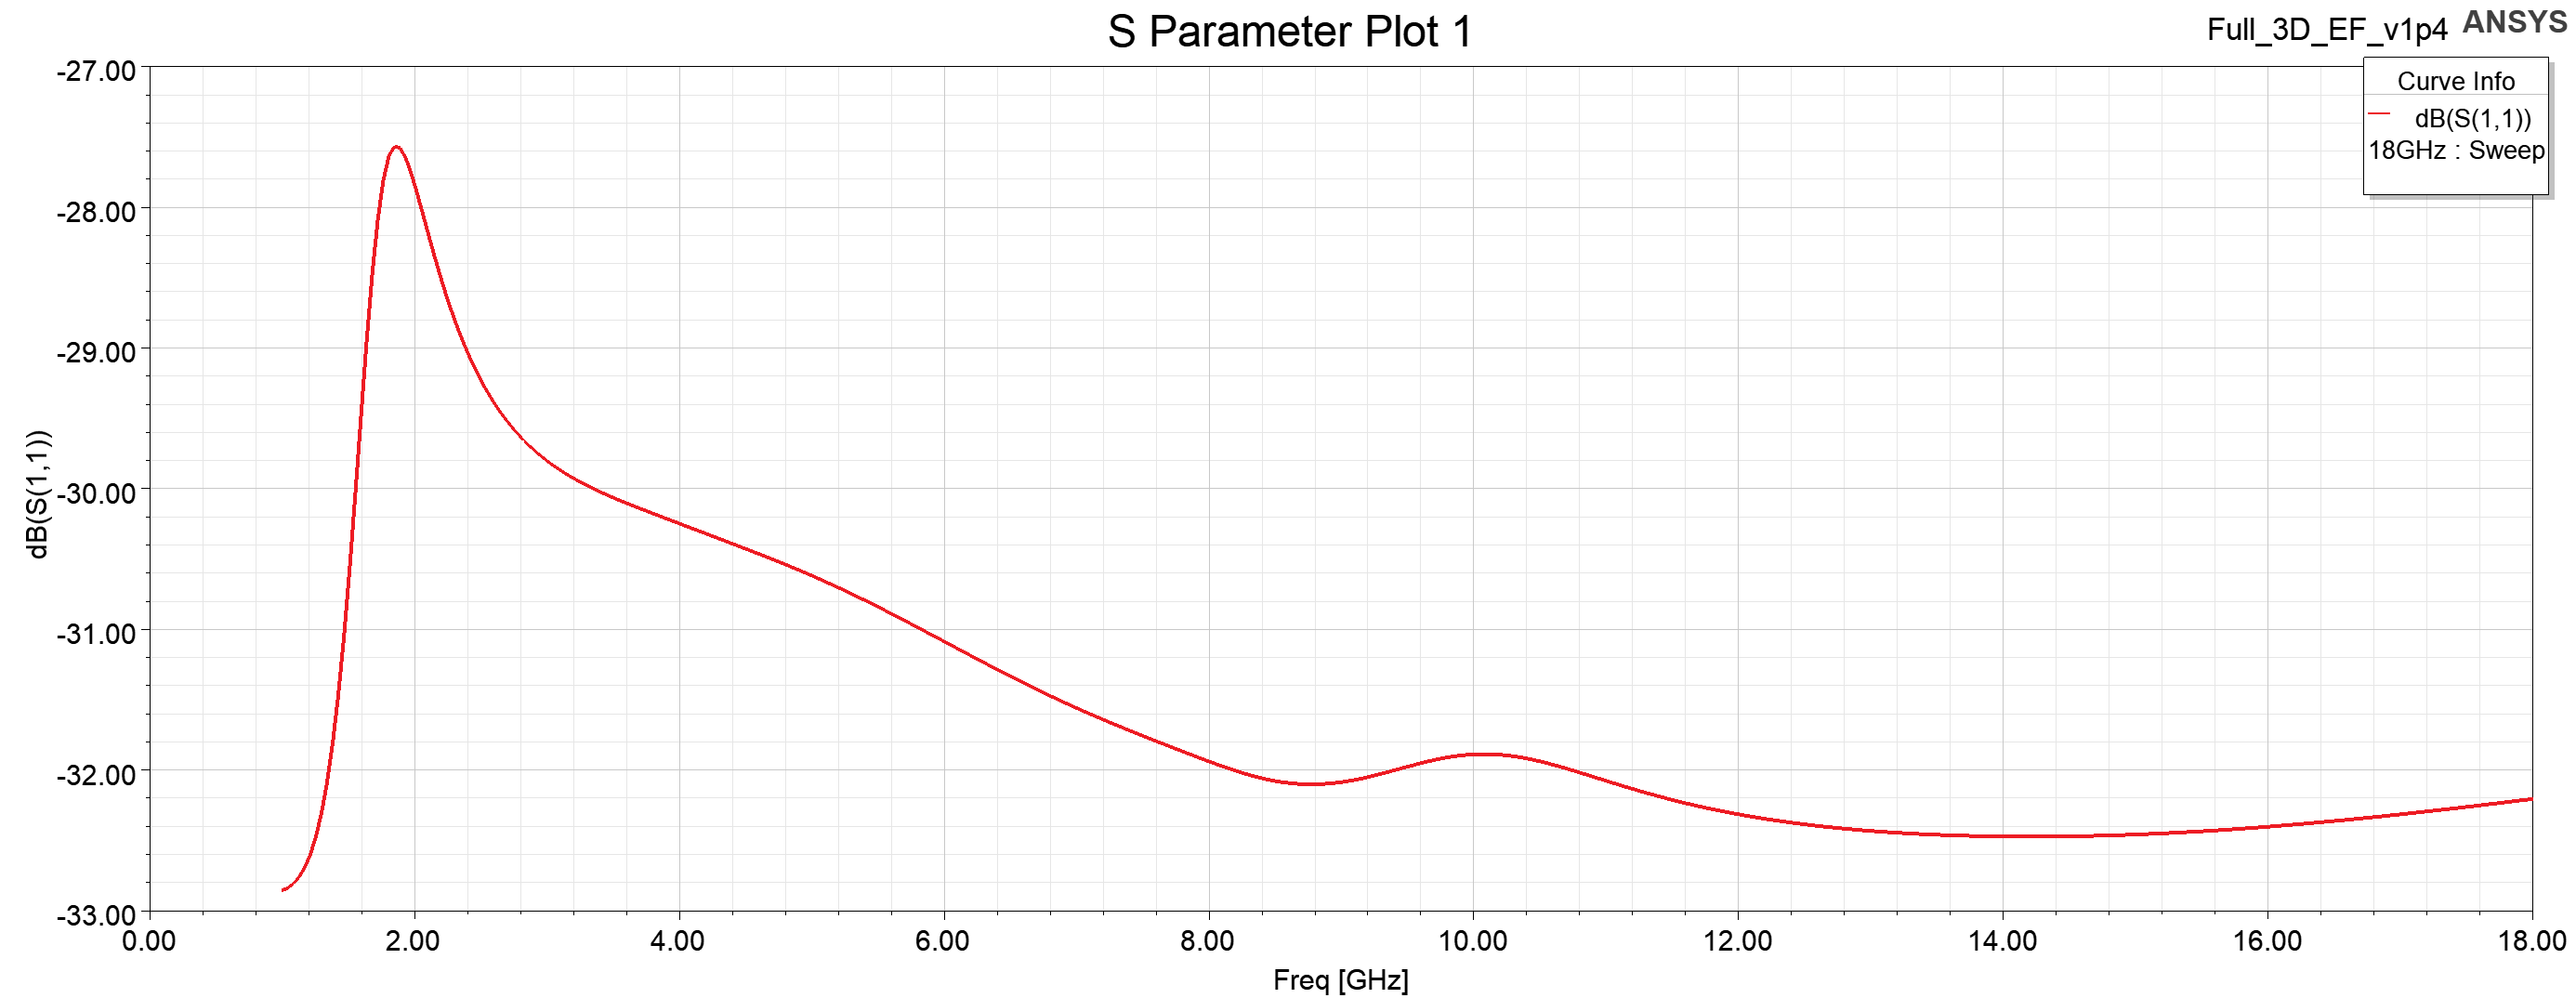 S Parameter Plot 1
Full_3D_EF_v1p4 ANSYS
Curve Info
dB(S(1,1))
18GHz : Sweep
-27.00
-28.00
-29.00
-30.00
-31.00
-32.00
-33.00
dB(S(1,1))
0.00 2.00 4.00 6.00 8.00 10.00 12.00 14.00 16.00 18.00
Freq [GHz]